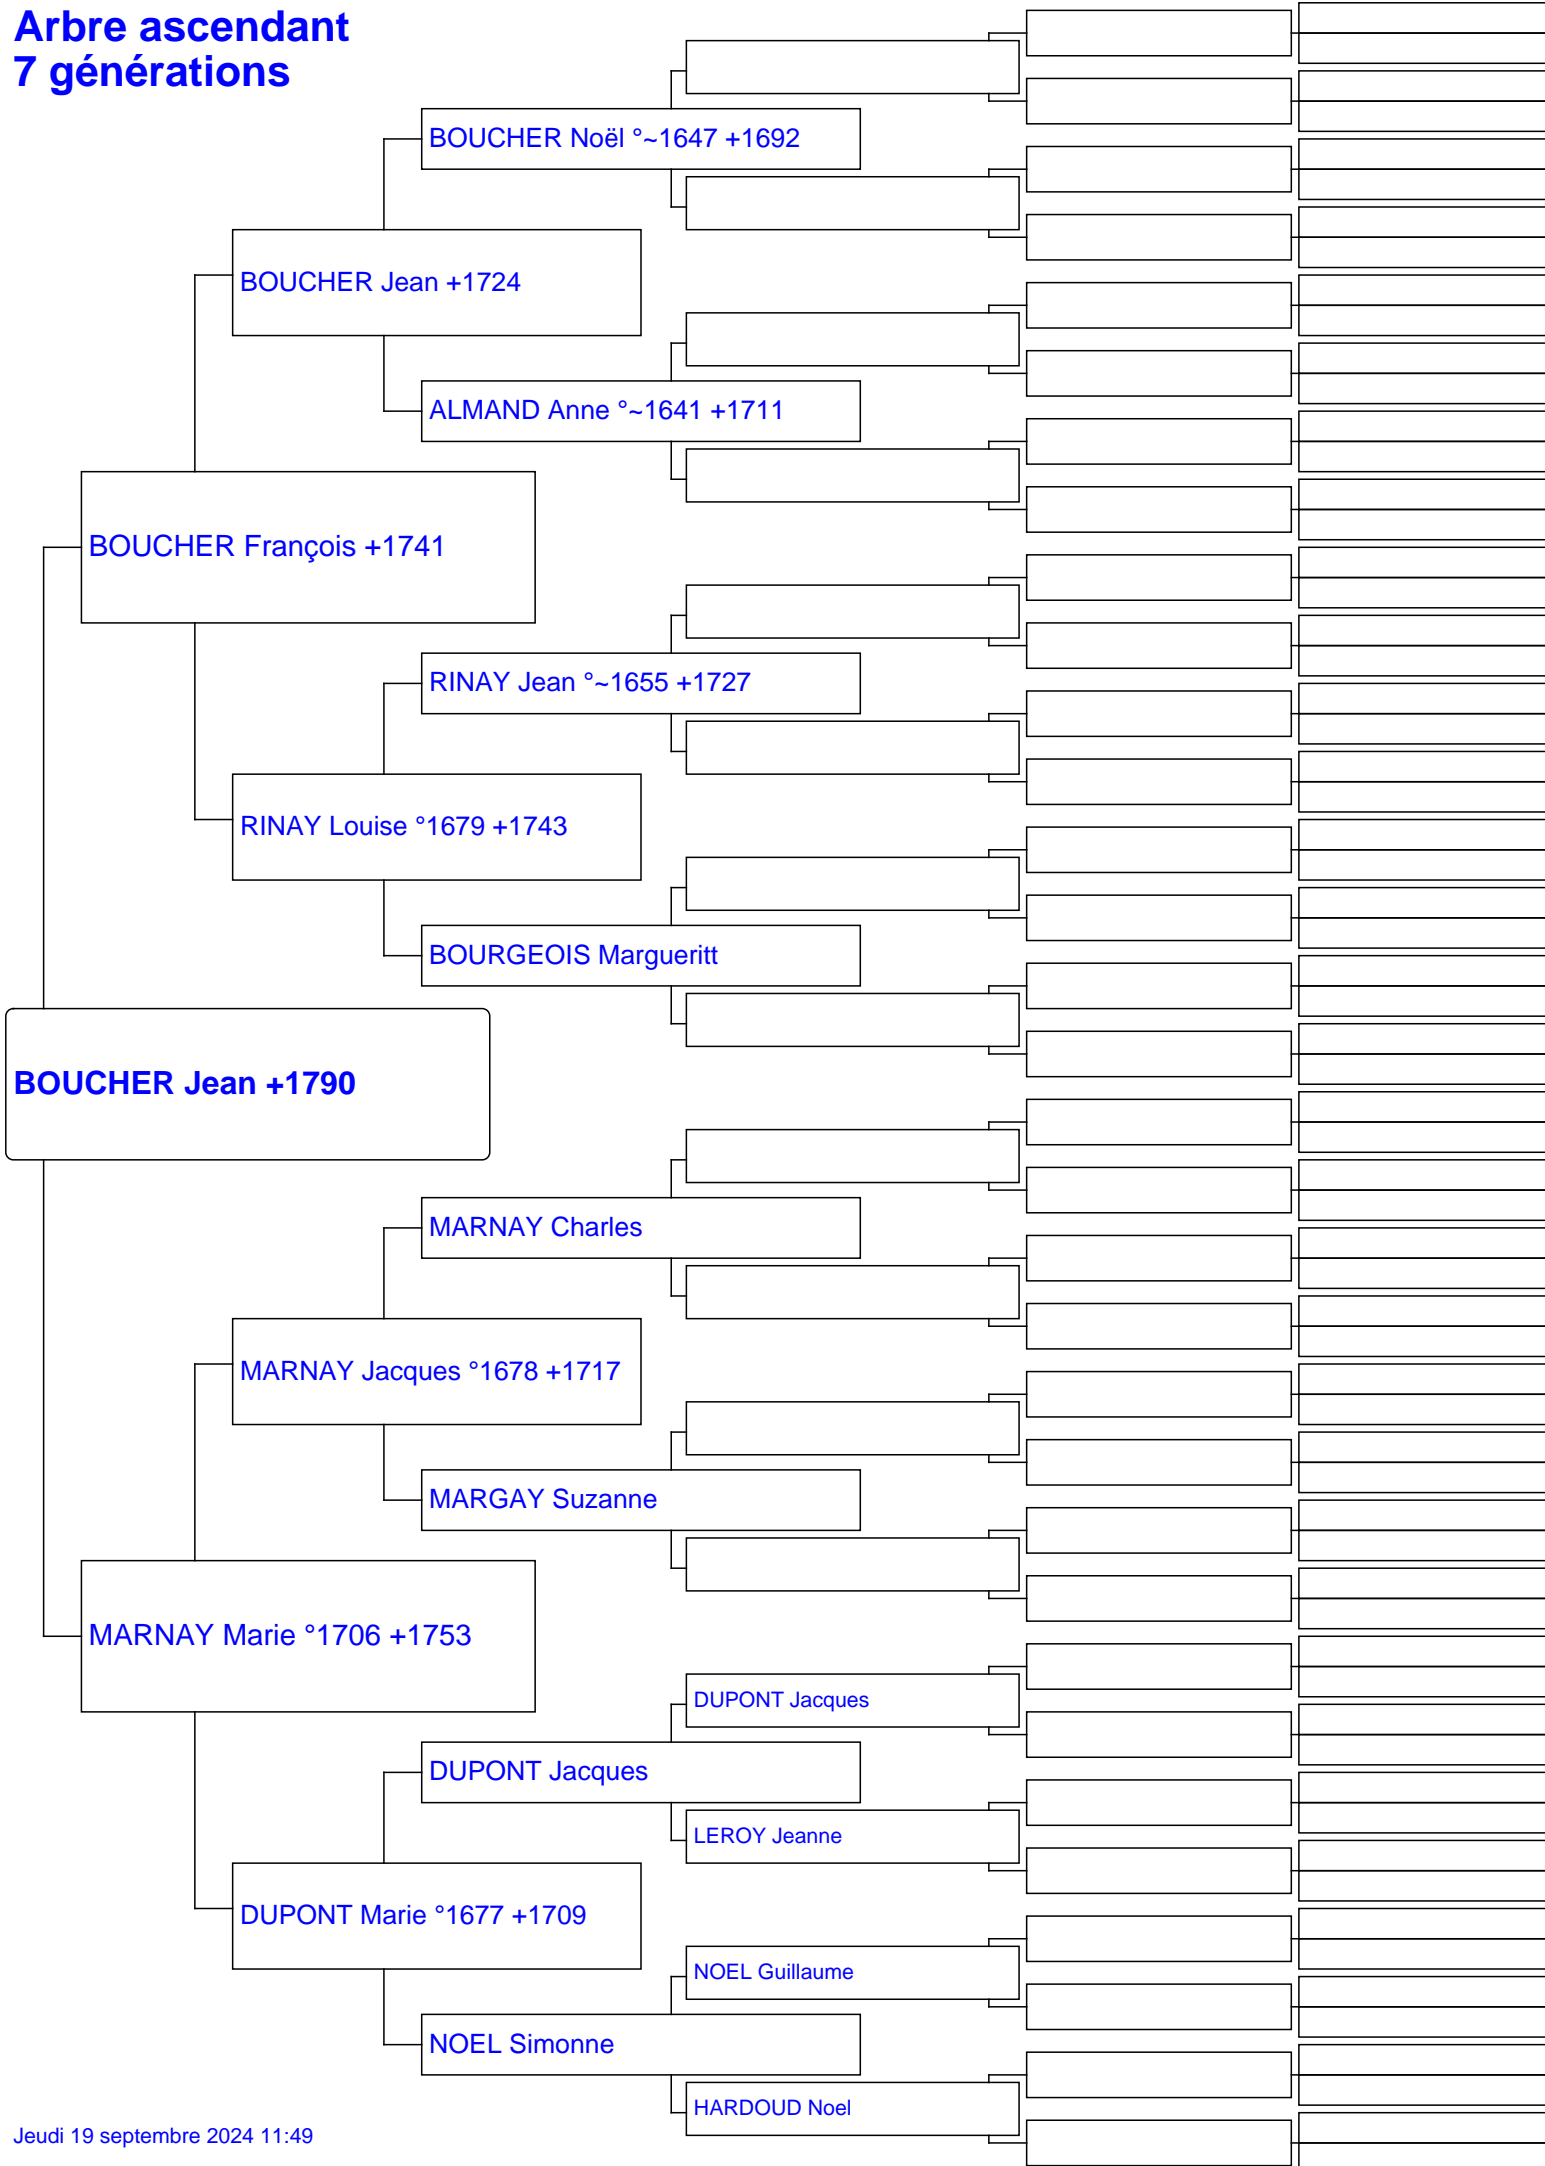 Arbre ascendant
7 générations
BOUCHER Noël °~1647 +1692
BOUCHER Jean +1724
ALMAND Anne °~1641 +1711
BOUCHER François +1741
RINAY Jean °~1655 +1727
RINAY Louise °1679 +1743
BOURGEOIS Margueritt
BOUCHER Jean +1790
MARNAY Charles
MARNAY Jacques °1678 +1717
MARGAY Suzanne
MARNAY Marie °1706 +1753
DUPONT Jacques
DUPONT Jacques
LEROY Jeanne
DUPONT Marie °1677 +1709
NOEL Guillaume
NOEL Simonne
HARDOUD Noel
Jeudi 19 septembre 2024 11:49